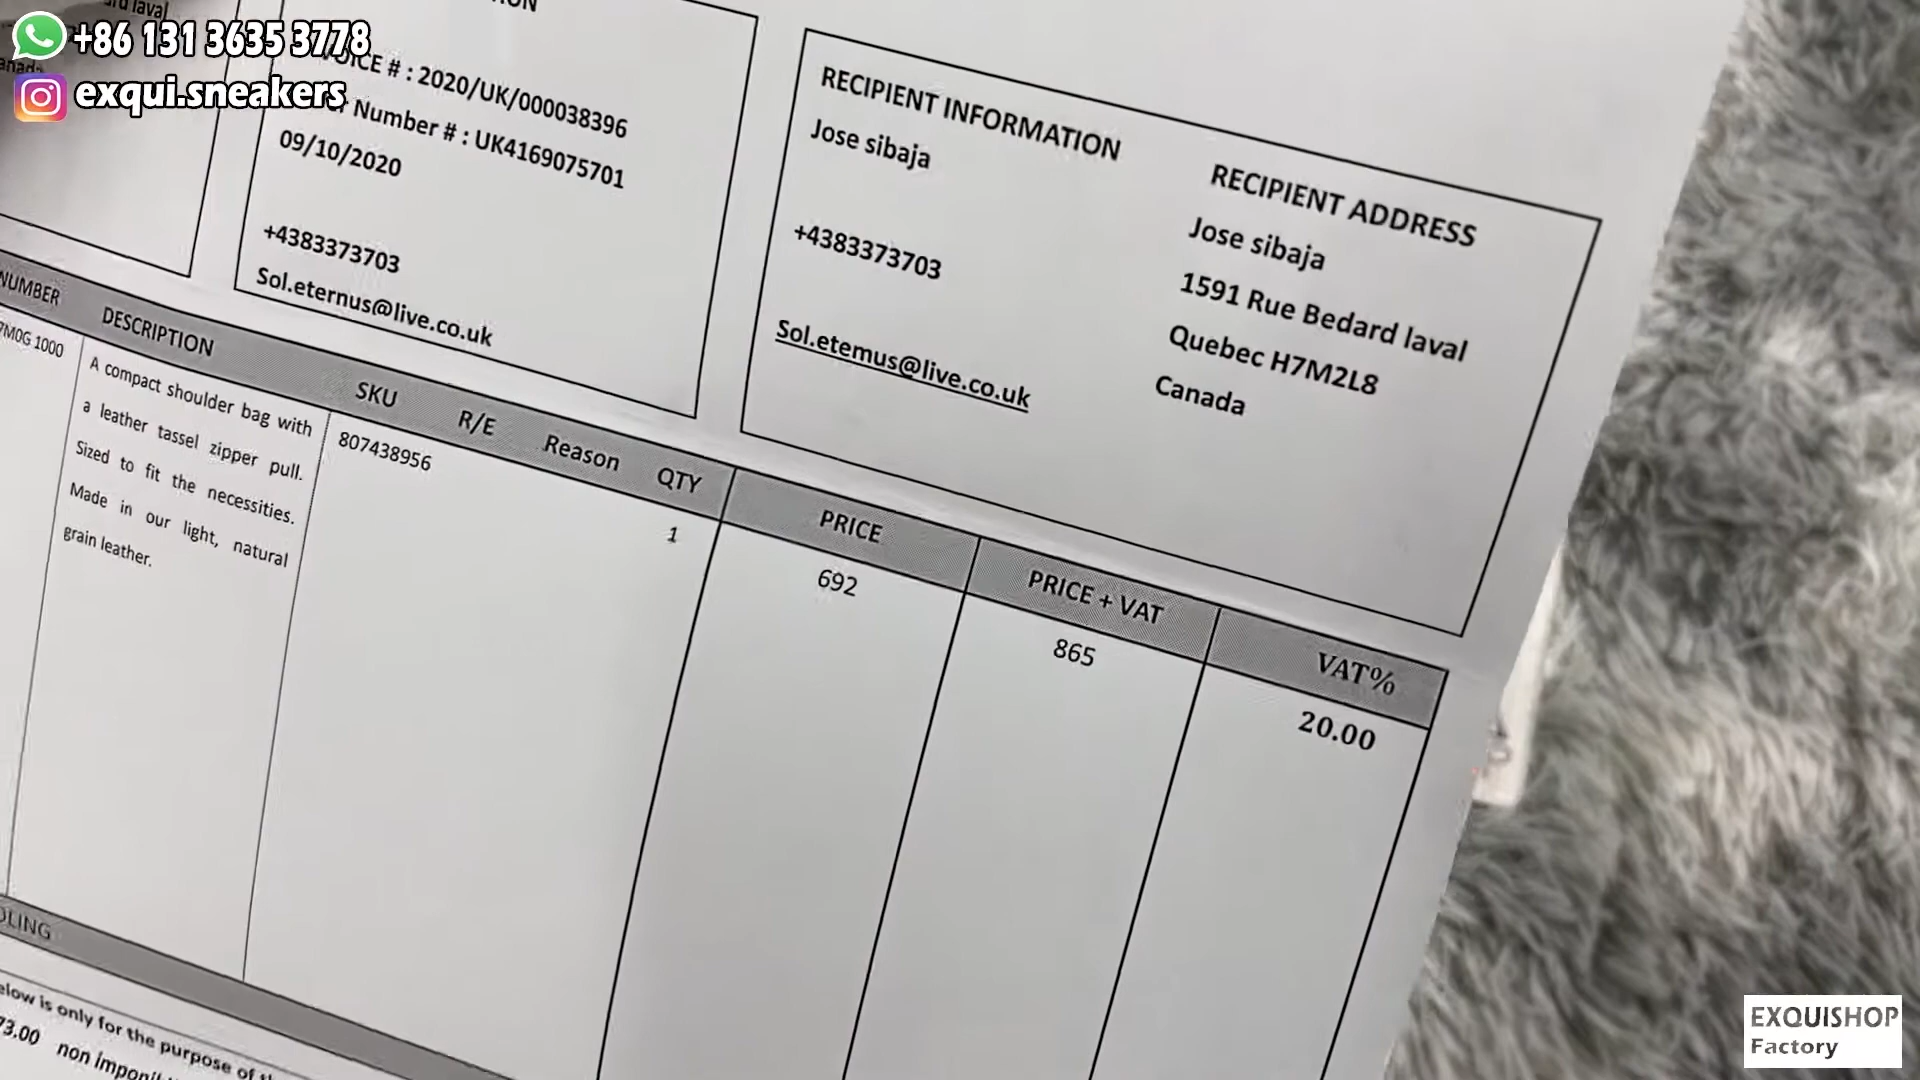 +86 131 3635 3778
exqui.sneakers
laval
INVOICE # : 2020/UK/000038396
Number # : UK4169075701
09/10/2020
+4383373703
Sol.eternus@live.co.uk
RECIPIENT INFORMATION
Jose sibaja
+4383373703
Sol.etemus@live.co.uk
RECIPIENT ADDRESS
Jose sibaja
1591 Rue Bedard laval
Quebec H7M2L8
Canada
NUMBER
DESCRIPTION
SKU
R/E
Reason
QTY
PRICE
PRICE + VAT
VAT%
7M0G 1000
A compact shoulder bag with
a leather tassel zipper pull.
Sized to fit the necessities.
Made in our light, natural
grain leather.
807438956
1
692
865
20.00
is only for the purpose of
73.00 non
EXQUISHOP
Factory